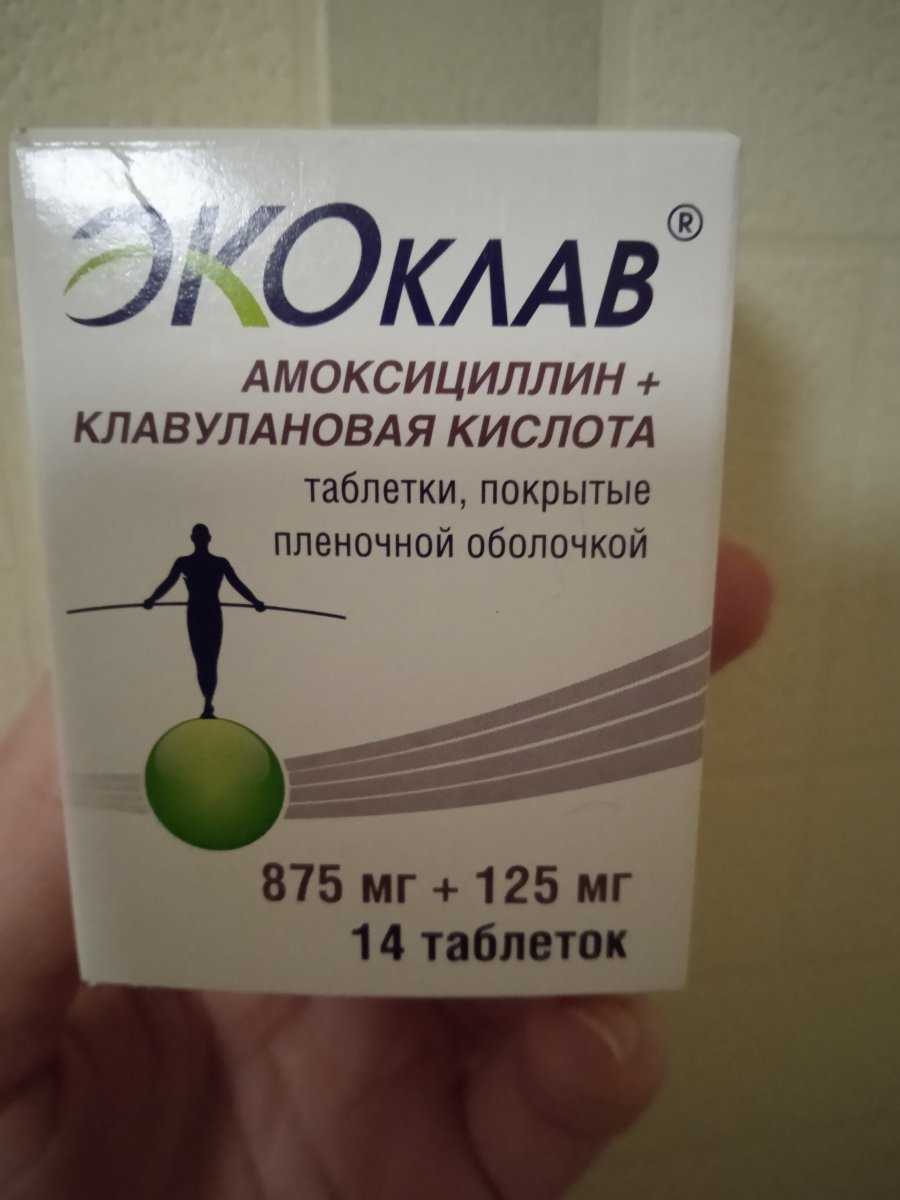 ЭКОКЛАВ®
АМОКСИЦИЛЛИН +
КЛАВУЛАНОВАЯ КИСЛОТА
таблетки, покрытые
пленочной оболочкой
875 мг + 125 мг
14 таблеток